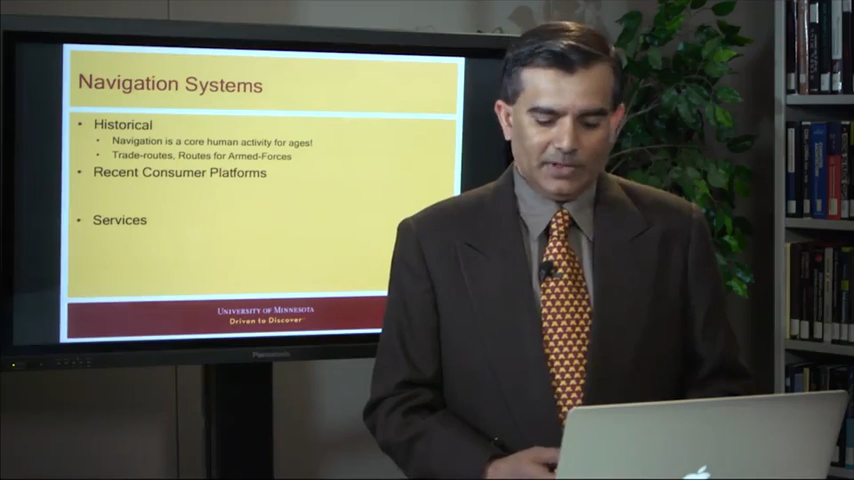 Navigation Systems
• Historical
• Navigation is a core human activity for ages!
• Trade-routes, Routes for Armed-Forces
• Recent Consumer Platforms
• Services
UNIVERSITY OF MINNESOTA
Driven to Discover™
Panasonic